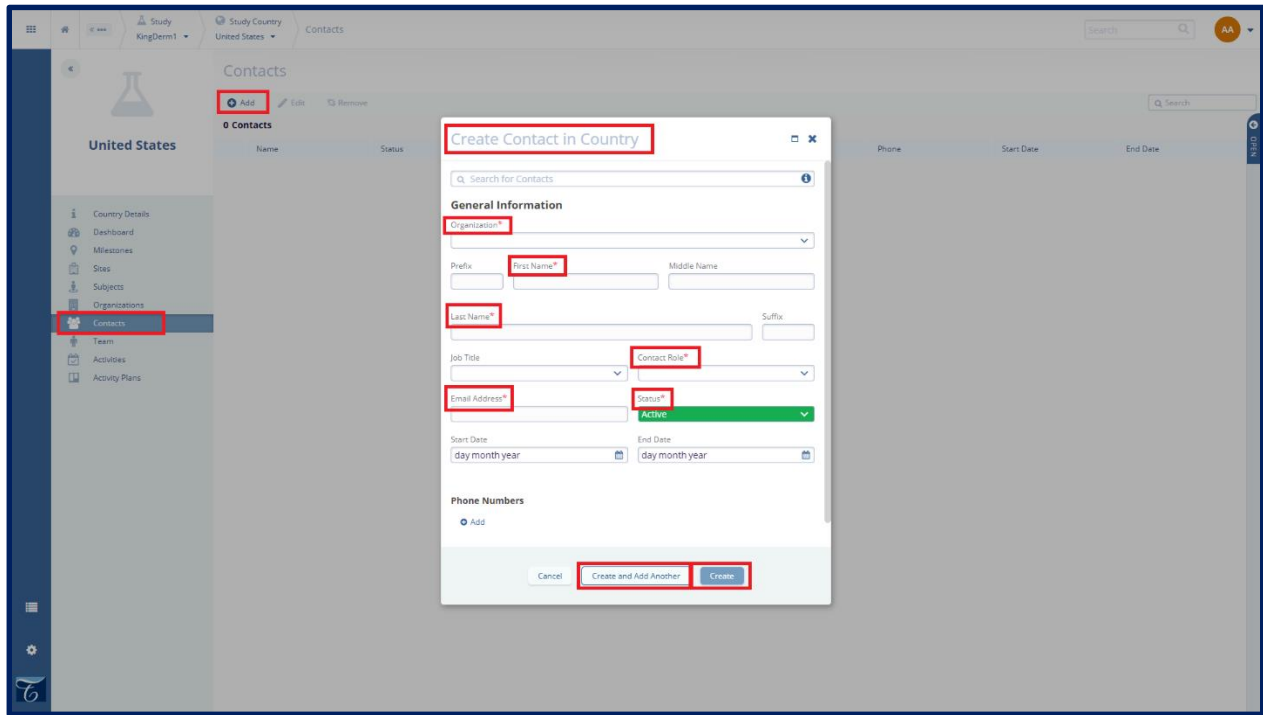 Study
KingDerm1
Study Country
United States
Contacts
Search
AA
Contacts
Add Edit Remove
Search
0 Contacts
Name Status Phone Start Date End Date
OPEN
United States
Country Details
Dashboard
Milestones
Sites
Subjects
Organizations
Contacts
Team
Activities
Activity Plans
Create Contact in Country
Search for Contacts
General Information
Organization*
Prefix First Name* Middle Name
Last Name* Suffix
Job Title Contact Role*
Email Address* Status*
Active
Start Date End Date
day month year day month year
Phone Numbers
Add
Cancel Create and Add Another Create